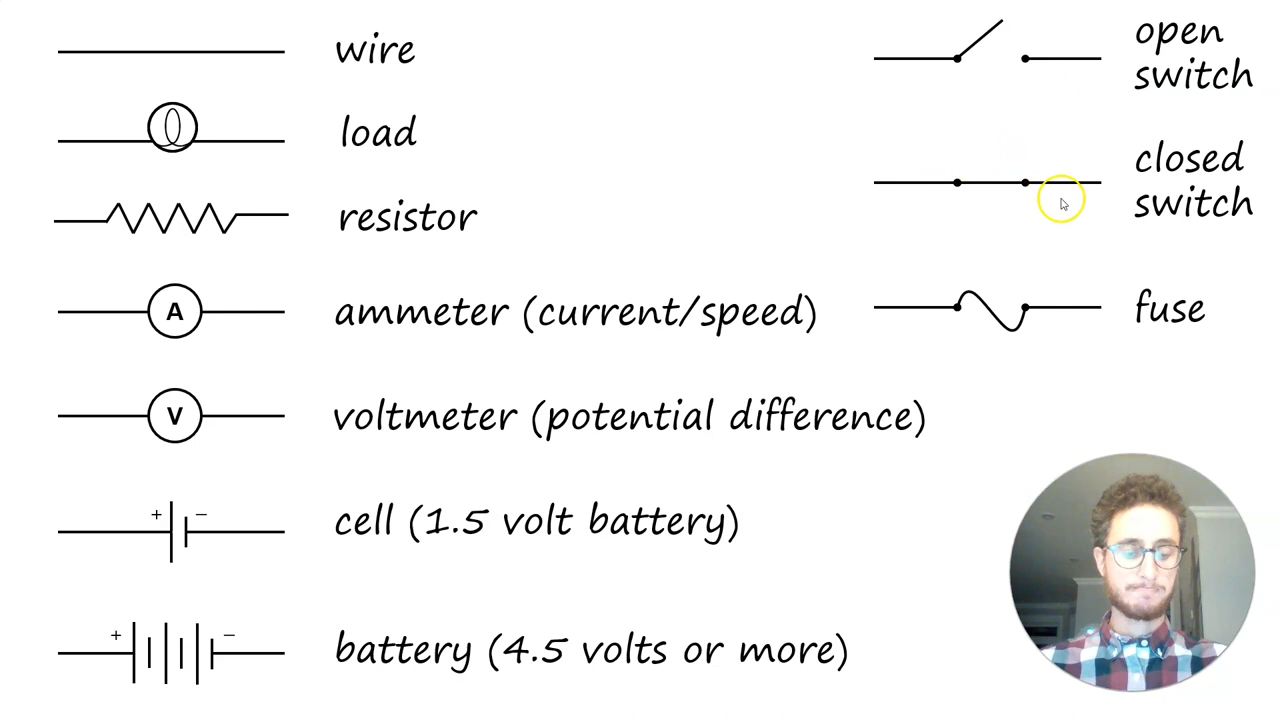 wire
load
resistor
A
ammeter (current/speed)
V
voltmeter (potential difference)
+ –
cell (1.5 volt battery)
+ –
battery (4.5 volts or more)
open
switch
closed
switch
fuse